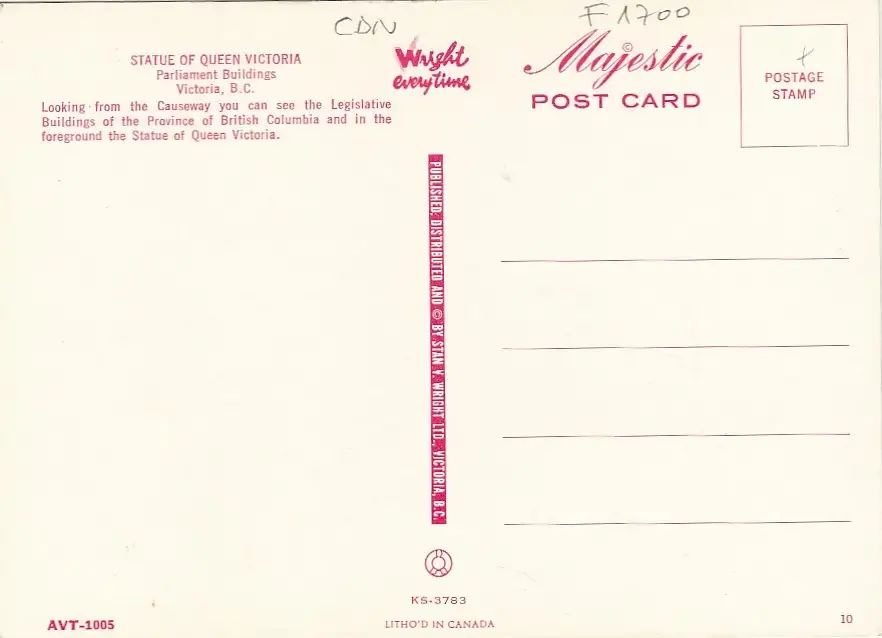 CDN
F 1700
STATUE OF QUEEN VICTORIA
Parliament Buildings
Victoria, B.C.
Looking from the Causeway you can see the Legislative
Buildings of the Province of British Columbia and in the
foreground the Statue of Queen Victoria.
Wright
everytime
Majestic
©
POST CARD
POSTAGE
STAMP
PUBLISHED, DISTRIBUTED AND © BY STAN V. WRIGHT LTD., VICTORIA, B.C.
KS-3783
AVT-1005
LITHO'D IN CANADA
10